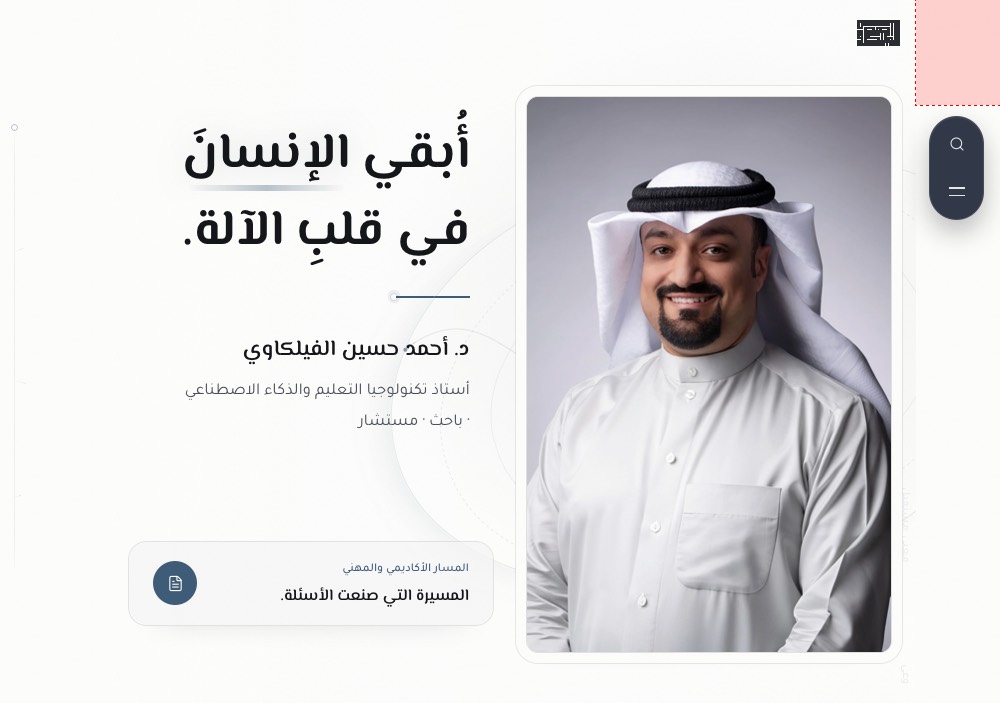 أُبقي الإنسانَ
في قلبِ الآلة.
د. أحمد حسين الفيلكاوي
أستاذ تكنولوجيا التعليم والذكاء الاصطناعي
· باحث · مستشار
المسار الأكاديمي والمهني
المسيرة التي صنعت الأسئلة.